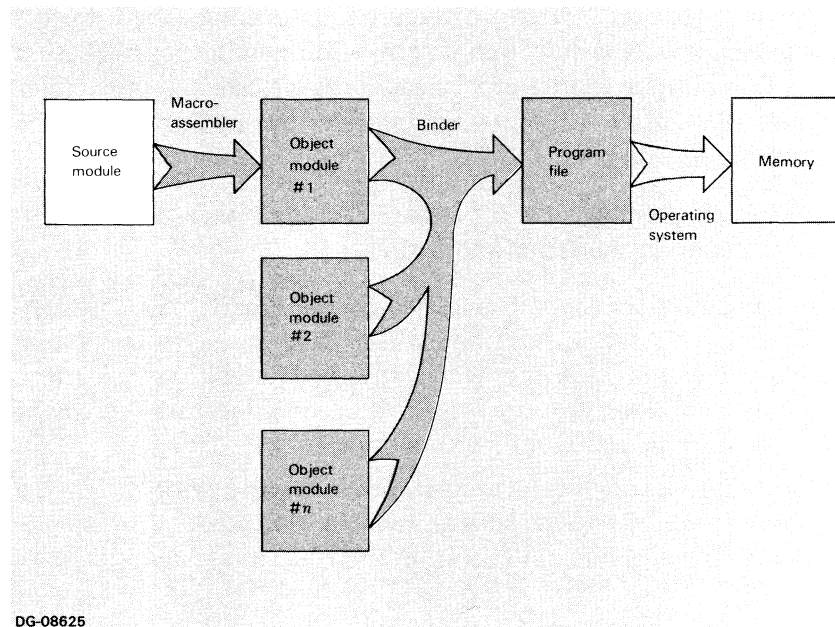 Macro-
assembler
Source
module
Object
module
#1
Binder
Program
file
Memory
Operating
system
Object
module
#2
Object
module
#n
DG-08625